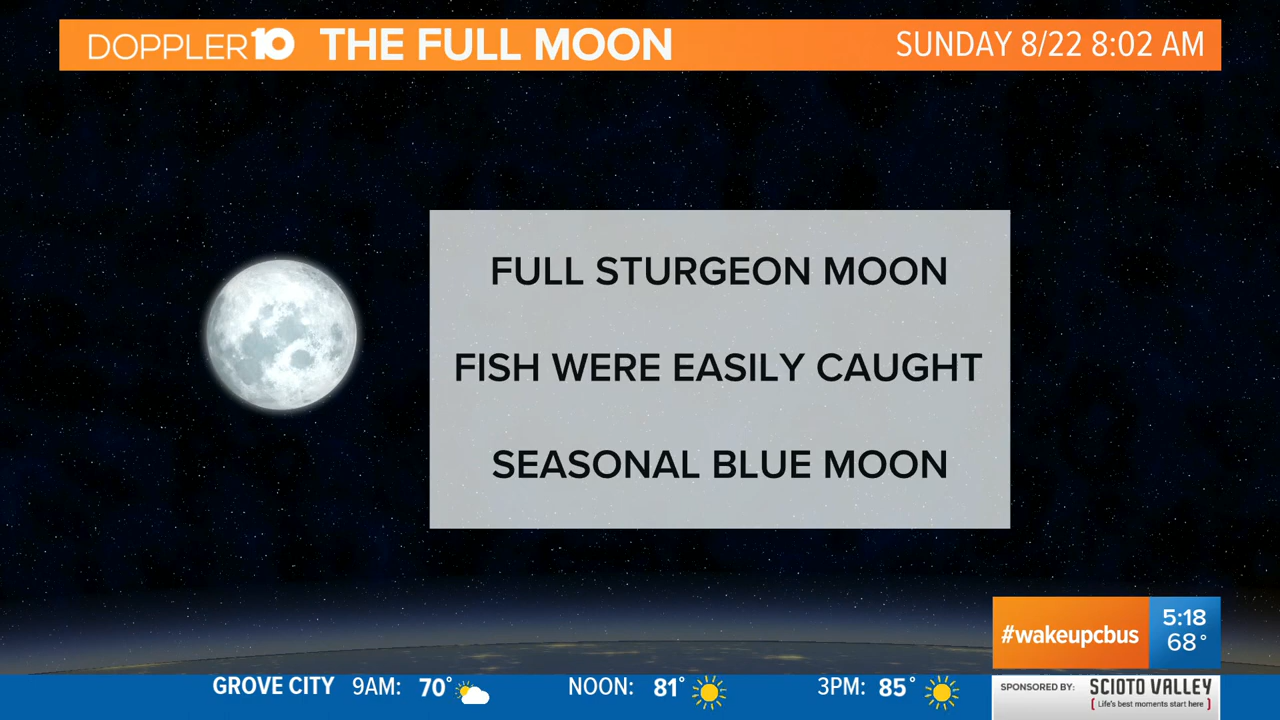 DOPPLER10 THE FULL MOON SUNDAY 8/22 8:02 AM
FULL STURGEON MOON
FISH WERE EASILY CAUGHT
SEASONAL BLUE MOON
#wakeupcbus
5:18
68°
GROVE CITY 9AM: 70° NOON: 81° 3PM: 85°
SPONSORED BY: SCIOTO VALLEY
[ Life's best moments start here ]